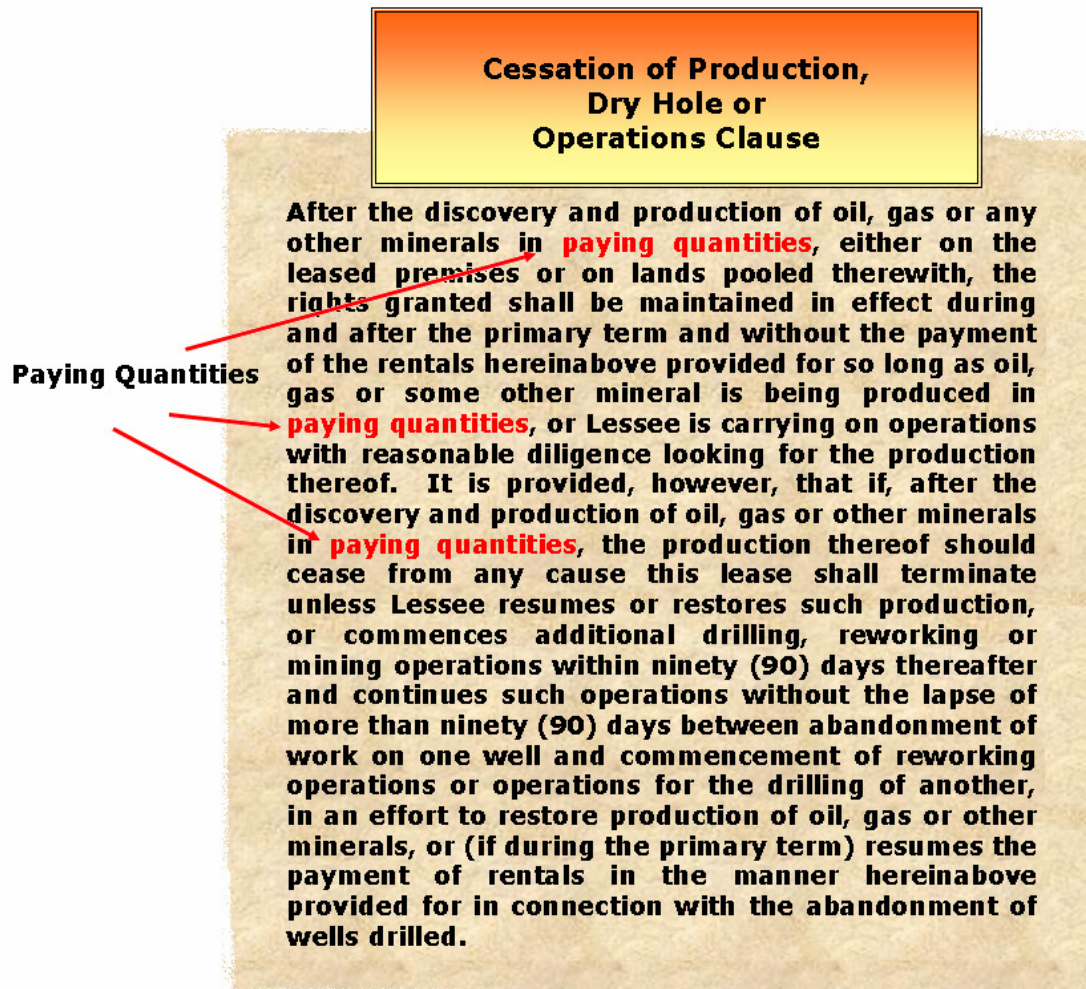 Cessation of Production,
Dry Hole or
Operations Clause
After the discovery and production of oil, gas or any
other minerals in paying quantities, either on the
leased premises or on lands pooled therewith, the
rights granted shall be maintained in effect during
and after the primary term and without the payment
of the rentals hereinabove provided for so long as oil,
gas or some other mineral is being produced in
paying quantities, or Lessee is carrying on operations
with reasonable diligence looking for the production
thereof. It is provided, however, that if, after the
discovery and production of oil, gas or other minerals
in paying quantities, the production thereof should
cease from any cause this lease shall terminate
unless Lessee resumes or restores such production,
or commences additional drilling, reworking or
mining operations within ninety (90) days thereafter
and continues such operations without the lapse of
more than ninety (90) days between abandonment of
work on one well and commencement of reworking
operations or operations for the drilling of another,
in an effort to restore production of oil, gas or other
minerals, or (if during the primary term) resumes the
payment of rentals in the manner hereinabove
provided for in connection with the abandonment of
wells drilled.
Paying Quantities